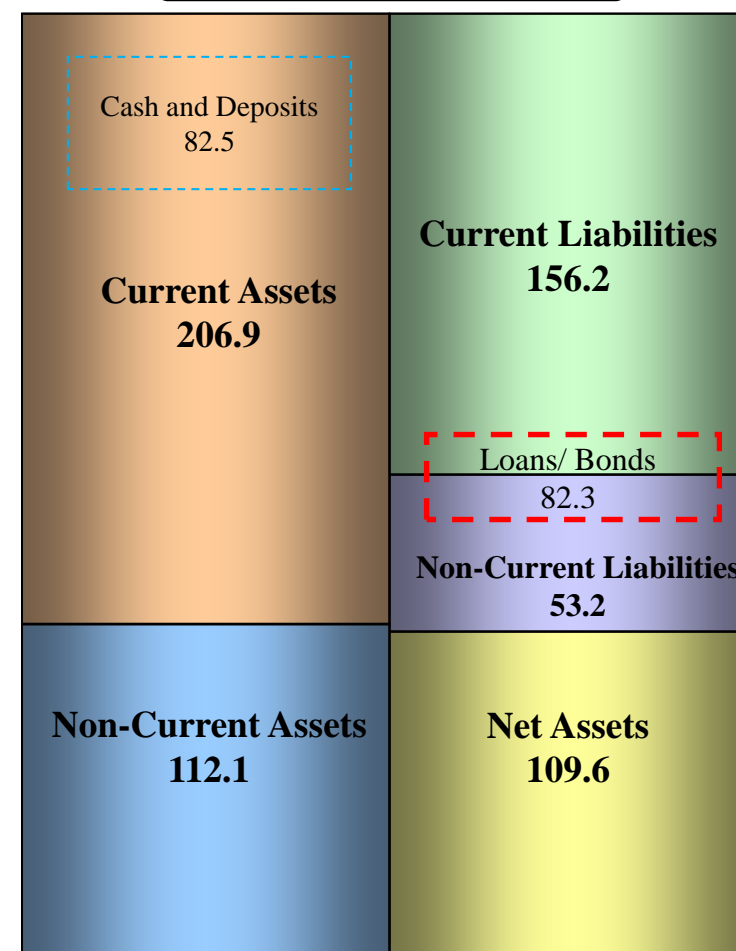 Cash and Deposits
82.5
Current Assets
206.9
Non-Current Assets
112.1
Current Liabilities
156.2
Loans/ Bonds
82.3
Non-Current Liabilities
53.2
Net Assets
109.6